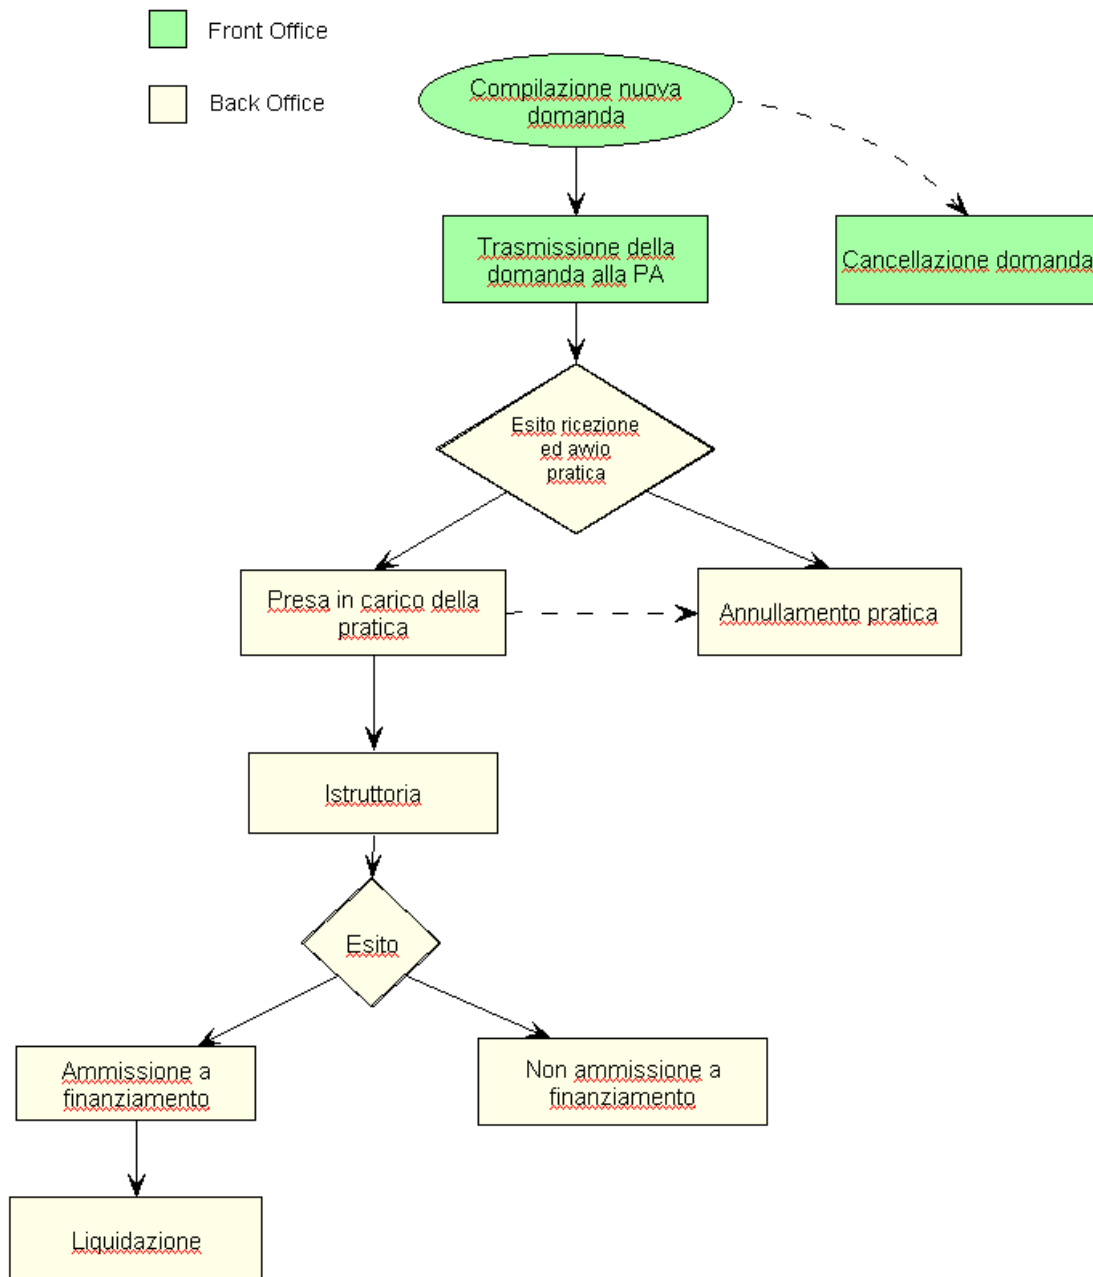 Front Office
Back Office
Compilazione nuova
domanda
Trasmissione della
domanda alla PA
Cancellazione domanda
Esito ricezione
ed avvio
pratica
Presa in carico della
pratica
Annullamento pratica
Istruttoria
Esito
Ammissione a
finanziamento
Non ammissione a
finanziamento
Liquidazione